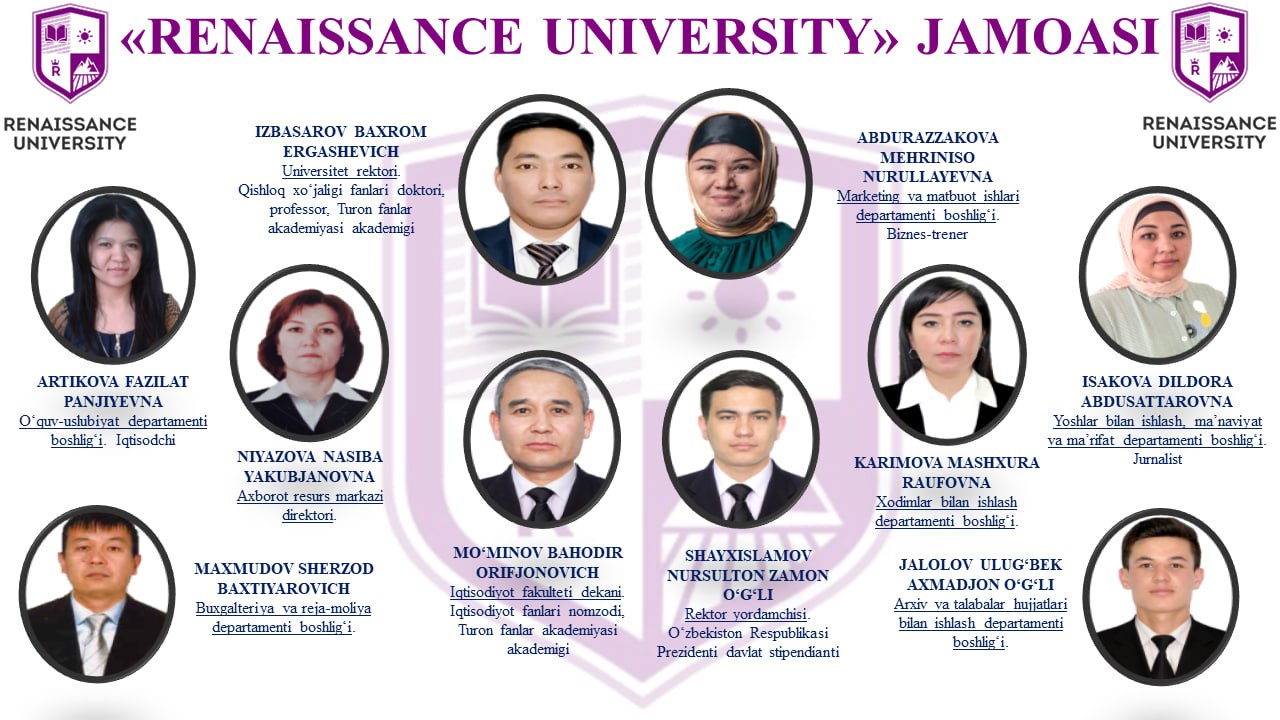 «RENAISSANCE UNIVERSITY» JAMOASI
RENAISSANCE
UNIVERSITY
RENAISSANCE
UNIVERSITY
IZBASAROV BAXROM
ERGASHEVICH
Universitet rektori.
Qishloq xo‘jaligi fanlari doktori,
professor, Turon fanlar
akademiyasi akademigi
ABDURAZZAKOVA
MEHRINISO
NURULLAYEVNA
Marketing va matbuot ishlari
departamenti boshlig‘i.
Biznes-trener
ARTIKOVA FAZILAT
PANJIYEVNA
O‘quv-uslubiyat departamenti
boshlig‘i. Iqtisodchi
NIYAZOVA NASIBA
YAKUBJANOVNA
Axborot resurs markazi
direktori.
KARIMOVA MASHXURA
RAUFOVNA
Xodimlar bilan ishlash
departamenti boshlig‘i.
ISAKOVA DILDORA
ABDUSATTAROVNA
Yoshlar bilan ishlash, ma’naviyat
va ma’rifat departamenti boshlig‘i.
Jurnalist
MAXMUDOV SHERZOD
BAXTIYAROVICH
Buxgalteriya va reja-moliya
departamenti boshlig‘i.
MO‘MINOV BAHODIR
ORIFJONOVICH
Iqtisodiyot fakulteti dekani.
Iqtisodiyot fanlari nomzodi,
Turon fanlar akademiyasi
akademigi
SHAYXISLAMOV
NURSULTON ZAMON
O‘G‘LI
Rektor yordamchisi.
O‘zbekiston Respublikasi
Prezidenti davlat stipendianti
JALOLOV ULUG‘BEK
AXMADJON O‘G‘LI
Arxiv va talabalar hujjatlari
bilan ishlash departamenti
boshlig‘i.
R
R
R